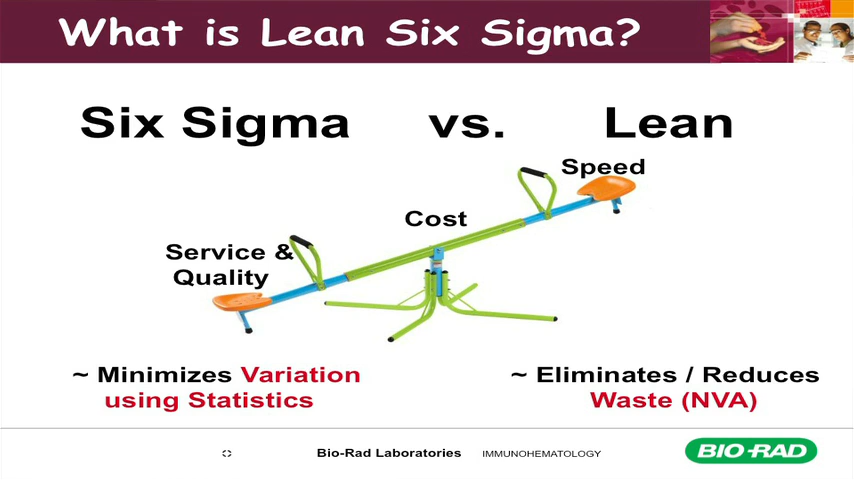 What is Lean Six Sigma?
Six Sigma vs. Lean
Speed
Cost
Service &
Quality
~ Minimizes Variation
using Statistics
~ Eliminates / Reduces
Waste (NVA)
Bio-Rad Laboratories IMMUNOHEMATOLOGY
BIO-RAD